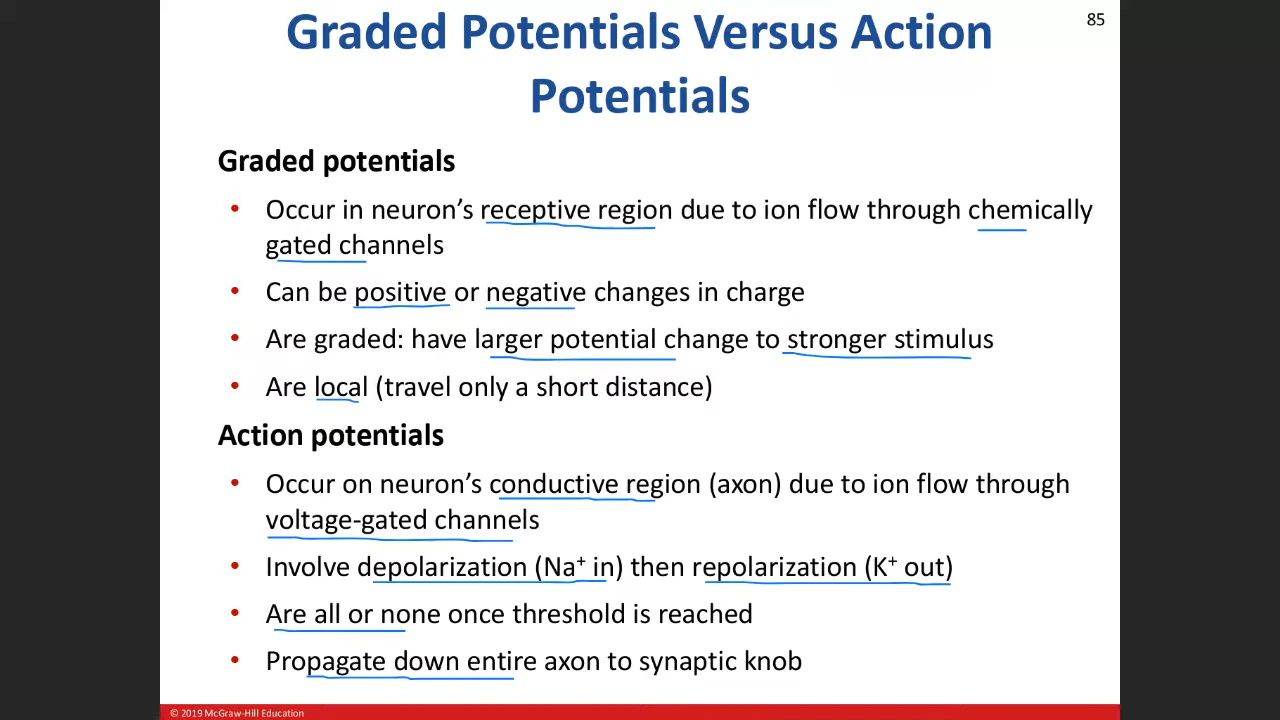 Graded Potentials Versus Action
85
Potentials
Graded potentials
• Occur in neuron's receptive region due to ion flow through chemically
gated channels
• Can be positive or negative changes in charge
• Are graded: have larger potential change to stronger stimulus
• Are local (travel only a short distance)
Action potentials
• Occur on neuron's conductive region (axon) due to ion flow through
voltage-gated channels
• Involve depolarization (Na⁺ in) then repolarization (K⁺ out)
• Are all or none once threshold is reached
• Propagate down entire axon to synaptic knob
© 2019 McGraw-Hill Education